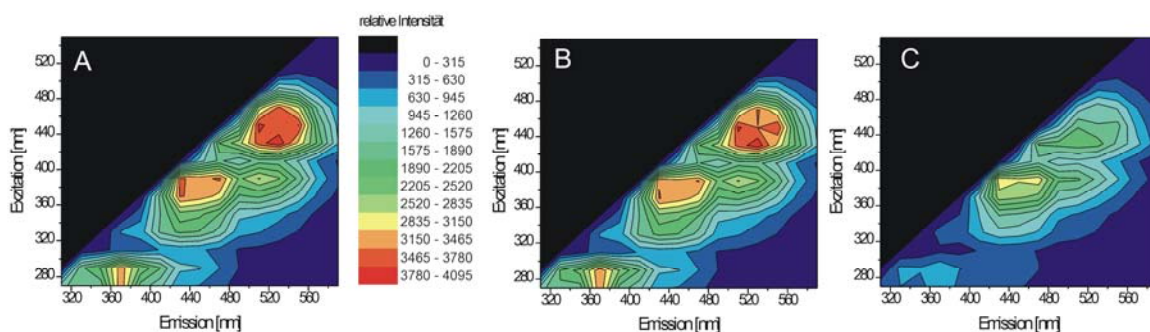 A
Exzitation [nm]
520
480
440
400
360
320
280
320 360 400 440 480 520 560
Emission [nm]
relative Intensität
0 - 315
315 - 630
630 - 945
945 - 1260
1260 - 1575
1575 - 1890
1890 - 2205
2205 - 2520
2520 - 2835
2835 - 3150
3150 - 3465
3465 - 3780
3780 - 4095
B
Exzitation [nm]
520
480
440
400
360
320
280
320 360 400 440 480 520 560
Emission [nm]
C
Exzitation [nm]
520
480
440
400
360
320
280
320 360 400 440 480 520 560
Emission [nm]